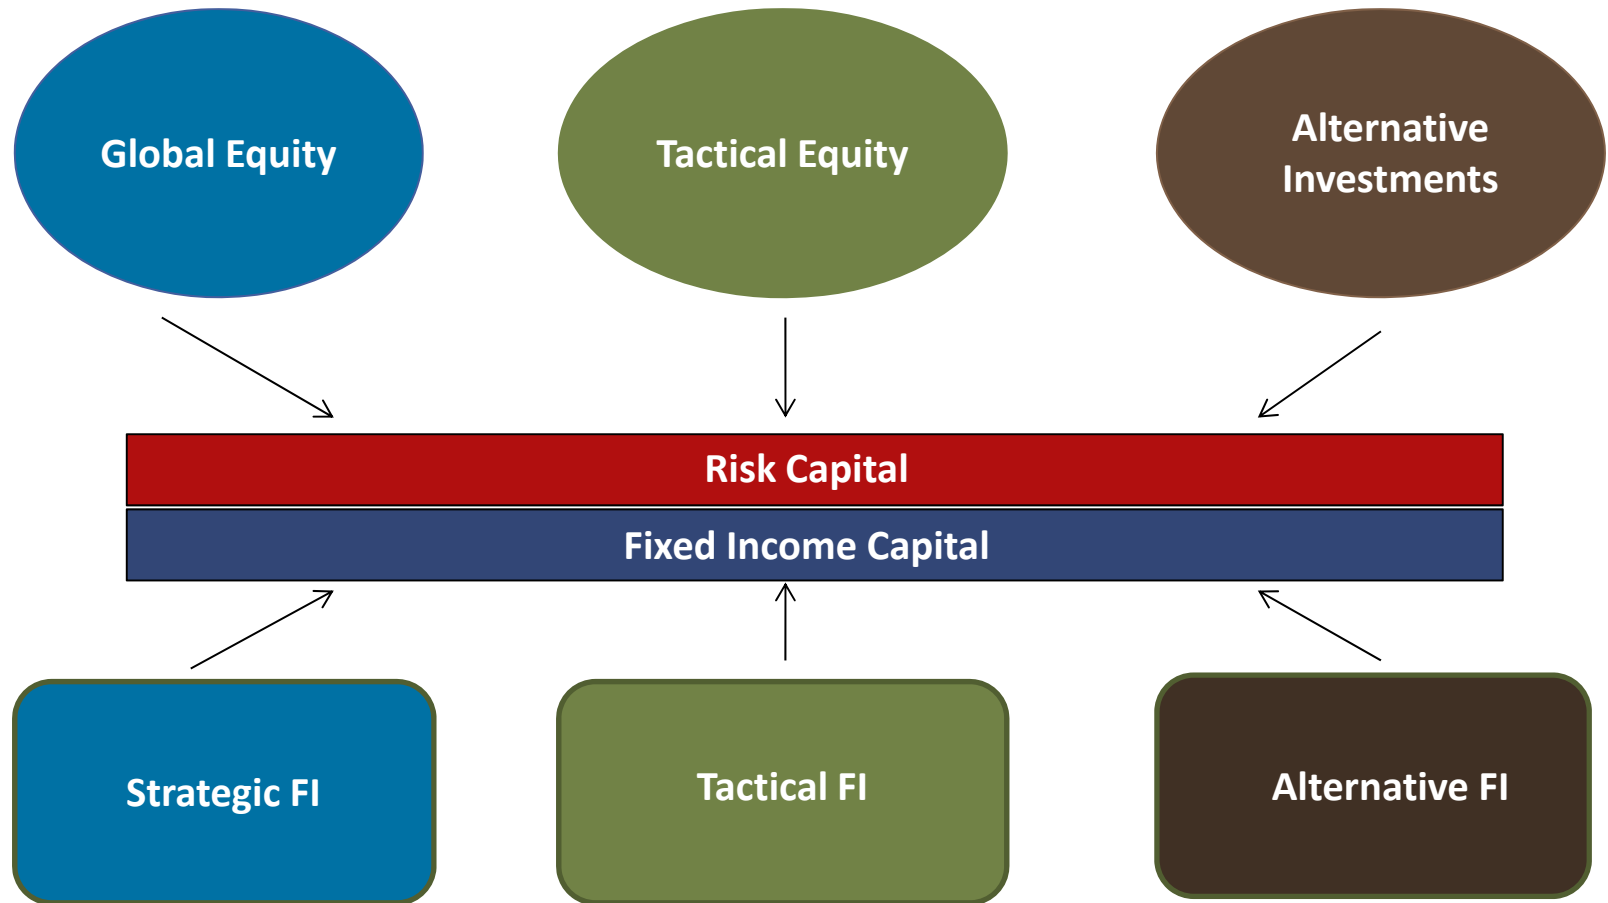 Global Equity
Tactical Equity
Alternative
Investments
Risk Capital
Fixed Income Capital
Strategic FI
Tactical FI
Alternative FI